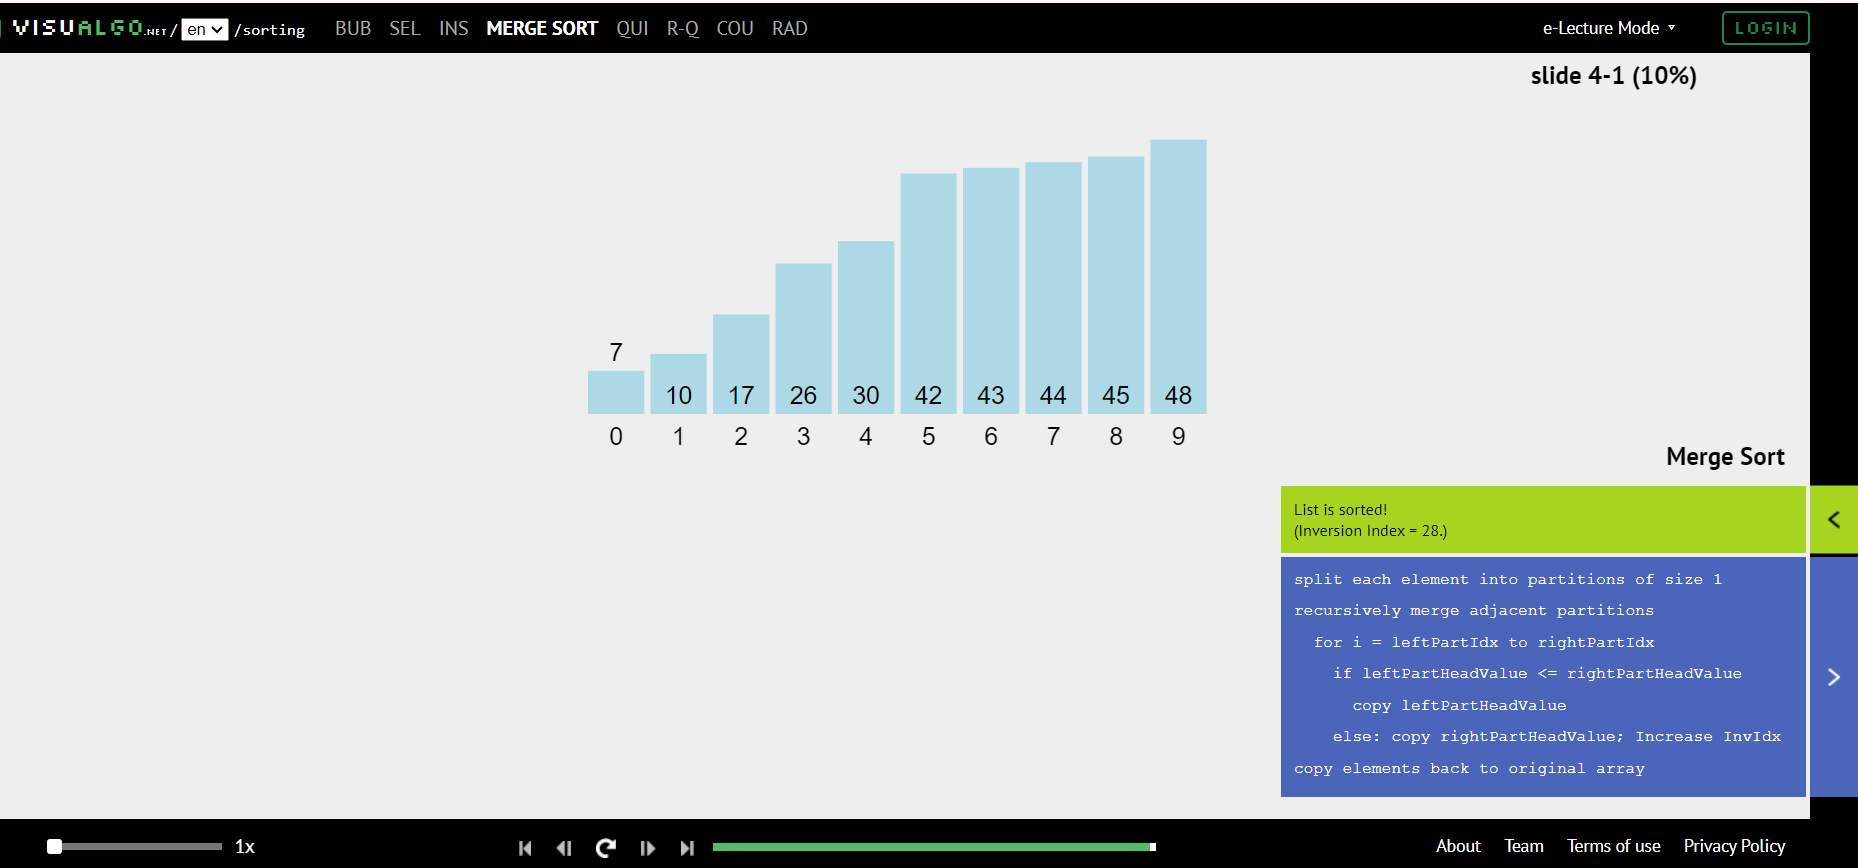 VISUALGO.NET/ en /sorting BUB SEL INS MERGE SORT QUI R-Q COU RAD e-Lecture Mode ▾ LOGIN
slide 4-1 (10%)
7
10 17 26 30 42 43 44 45 48
0 1 2 3 4 5 6 7 8 9
Merge Sort
List is sorted!
(Inversion Index = 28.)
<
split each element into partitions of size 1
recursively merge adjacent partitions
for i = leftPartIdx to rightPartIdx
if leftPartHeadValue <= rightPartHeadValue
copy leftPartHeadValue
else: copy rightPartHeadValue; Increase InvIdx
copy elements back to original array
>
1x About Team Terms of use Privacy Policy